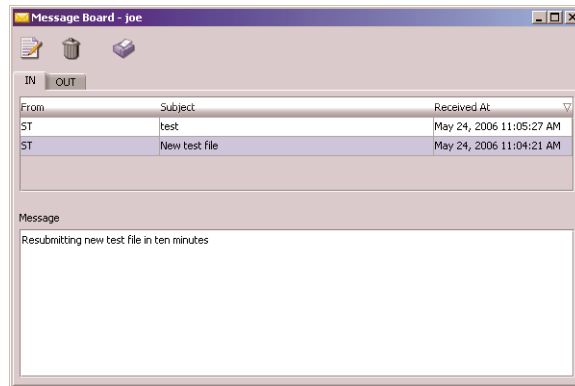 Message Board - joe
IN OUT
From Subject Received At
ST test May 24, 2006 11:05:27 AM
ST New test file May 24, 2006 11:04:21 AM
Message
Resubmitting new test file in ten minutes